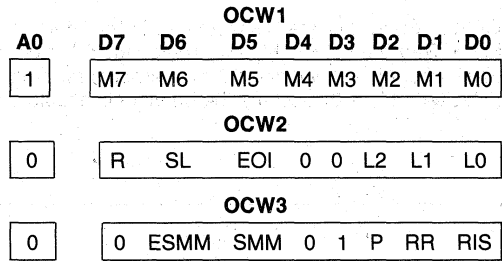 OCW1
A0 D7 D6 D5 D4 D3 D2 D1 D0
1 M7 M6 M5 M4 M3 M2 M1 M0
OCW2
0 R SL EOI 0 0 L2 L1 L0
OCW3
0 0 ESMM SMM 0 1 P RR RIS